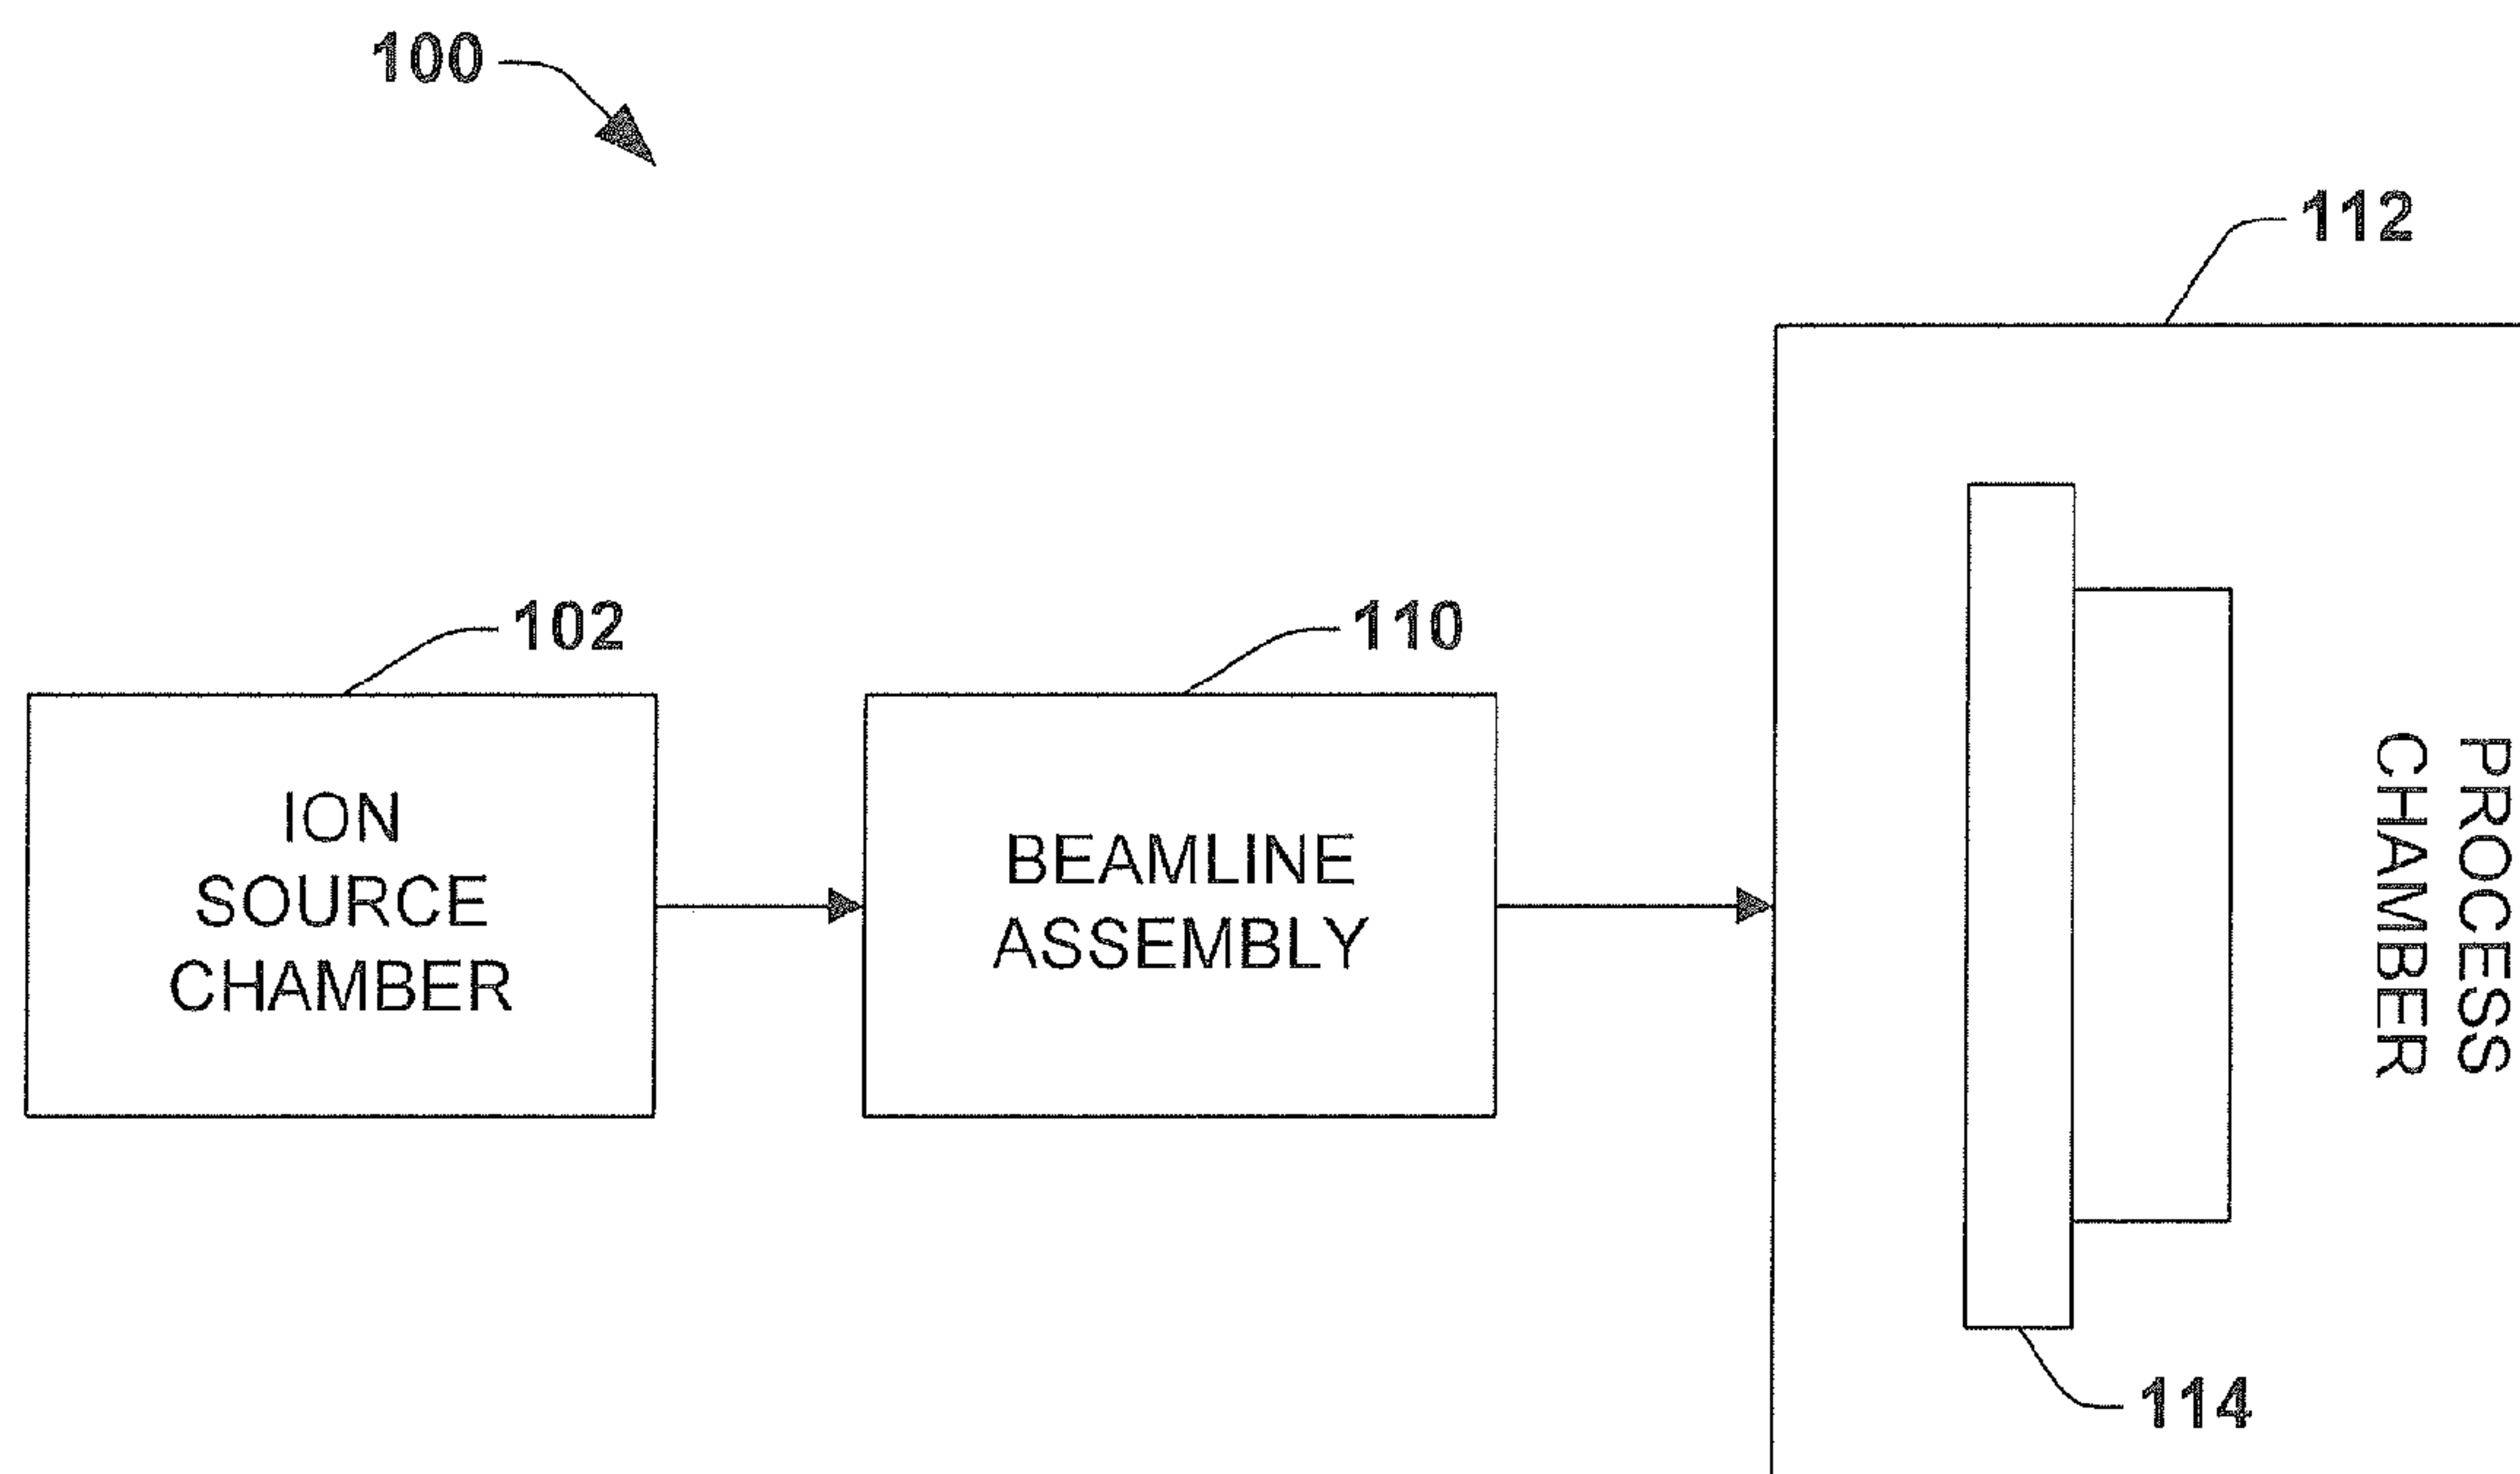 100
112
102
110
ION
SOURCE
CHAMBER
BEAMLINE
ASSEMBLY
PROCESS
CHAMBER
114